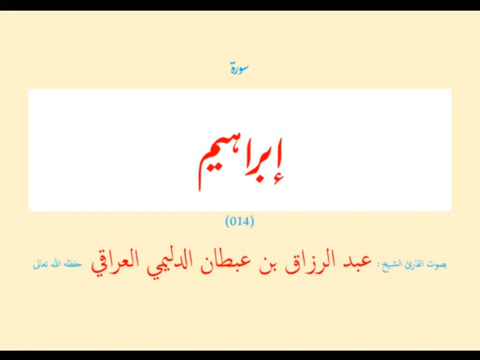 سورة
إبراهيم
(014)
بصوت القارئ الشيخ : عبد الرزاق بن عبطان الدليمي العراقي حفظه الله تعالى